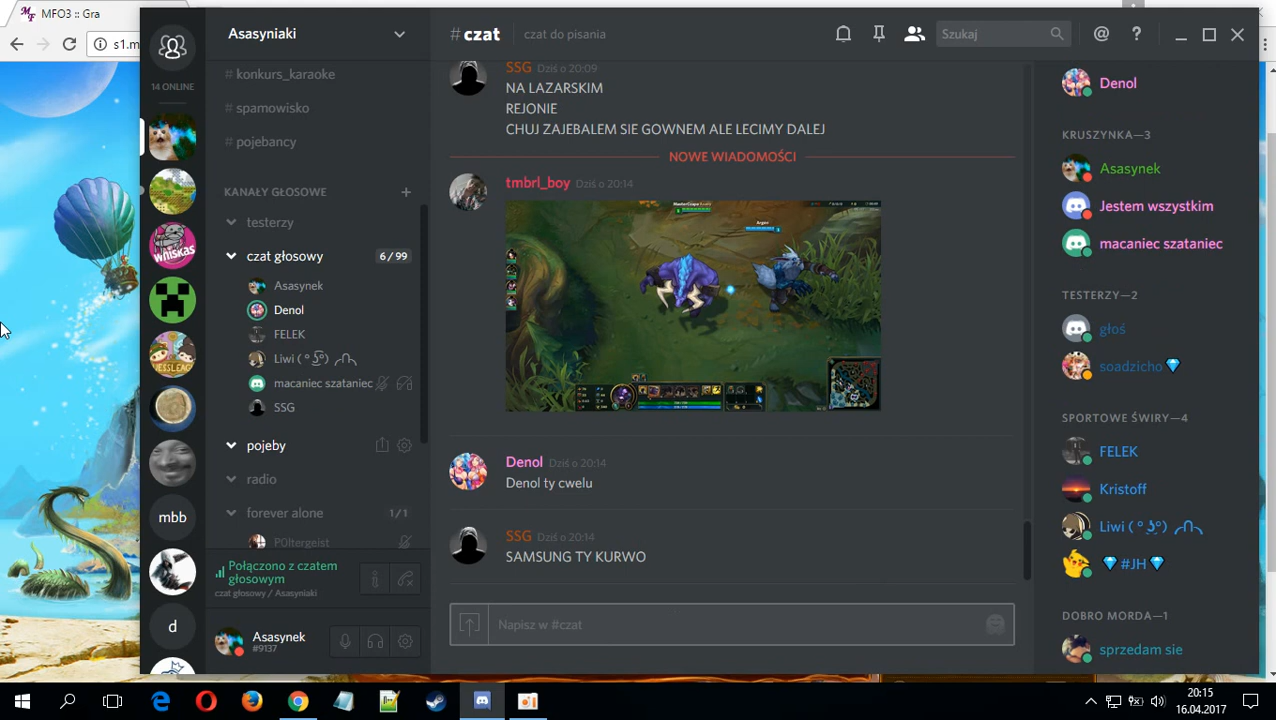 MFO3 :: Gra
s1.m
14 ONLINE
WHISKAS
mbb
d
Asasyniaki
# konkurs_karaoke
# spamowisko
# pojebancy
KANAŁY GŁOSOWE
testerzy
czat głosowy 6/99
Asasynek
Denol
FELEK
Liwi
macaniec szataniec
SSG
pojeby
radio
forever alone 1/1
P0ltergeist
Połączono z czatem
głosowym
czat głosowy / Asasyniaki
Asasynek
#9137
#czat czat do pisania
Szukaj
SSG Dziś o 20:09
NA LAZARSKIM
REJONIE
CHUJ ZAJEBALEM SIE GOWNEM ALE LECIMY DALEJ
NOWE WIADOMOŚCI
tmbrl_boy Dziś o 20:14
Denol Dziś o 20:14
Denol ty cwelu
SSG Dziś o 20:14
SAMSUNG TY KURWO
Napisz w #czat
Denol
KRUSZYNKA—3
Asasynek
Jestem wszystkim
macaniec szataniec
TESTERZY—2
głoś
soadzicho 💎
SPORTOWE ŚWIRY—4
FELEK
Kristoff
Liwi
💎#JH💎
DOBRO MORDA—1
sprzedam sie
20:15
16.04.2017